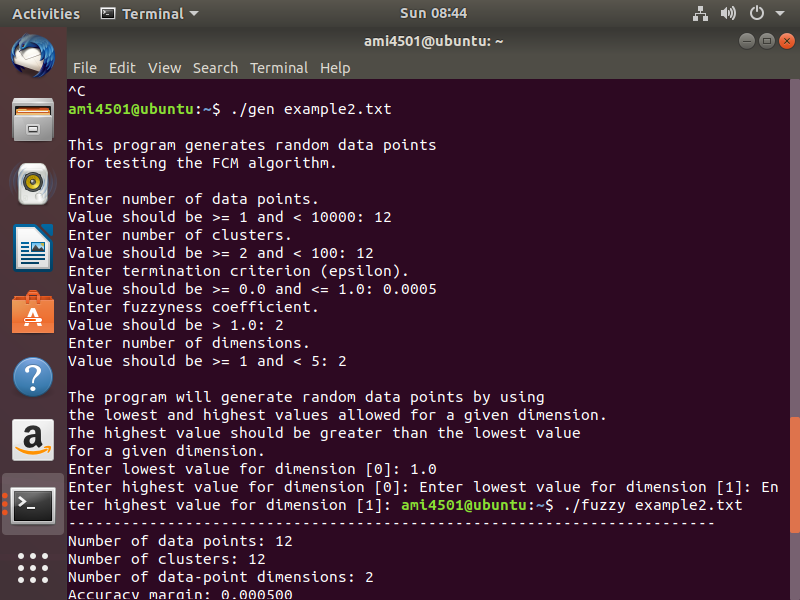 Activities
Terminal
Sun 08:44
ami4501@ubuntu: ~
File Edit View Search Terminal Help
^C
ami4501@ubuntu:~$ ./gen example2.txt
This program generates random data points
for testing the FCM algorithm.
Enter number of data points.
Value should be >= 1 and < 10000: 12
Enter number of clusters.
Value should be >= 2 and < 100: 12
Enter termination criterion (epsilon).
Value should be >= 0.0 and <= 1.0: 0.0005
Enter fuzzyness coefficient.
Value should be > 1.0: 2
Enter number of dimensions.
Value should be >= 1 and < 5: 2
The program will generate random data points by using
the lowest and highest values allowed for a given dimension.
The highest value should be greater than the lowest value
for a given dimension.
Enter lowest value for dimension [0]: 1.0
Enter highest value for dimension [0]: Enter lowest value for dimension [1]: En
ter highest value for dimension [1]: ami4501@ubuntu:~$ ./fuzzy example2.txt
------------------------------------------------------------------------
Number of data points: 12
Number of clusters: 12
Number of data-point dimensions: 2
Accuracy margin: 0.000500